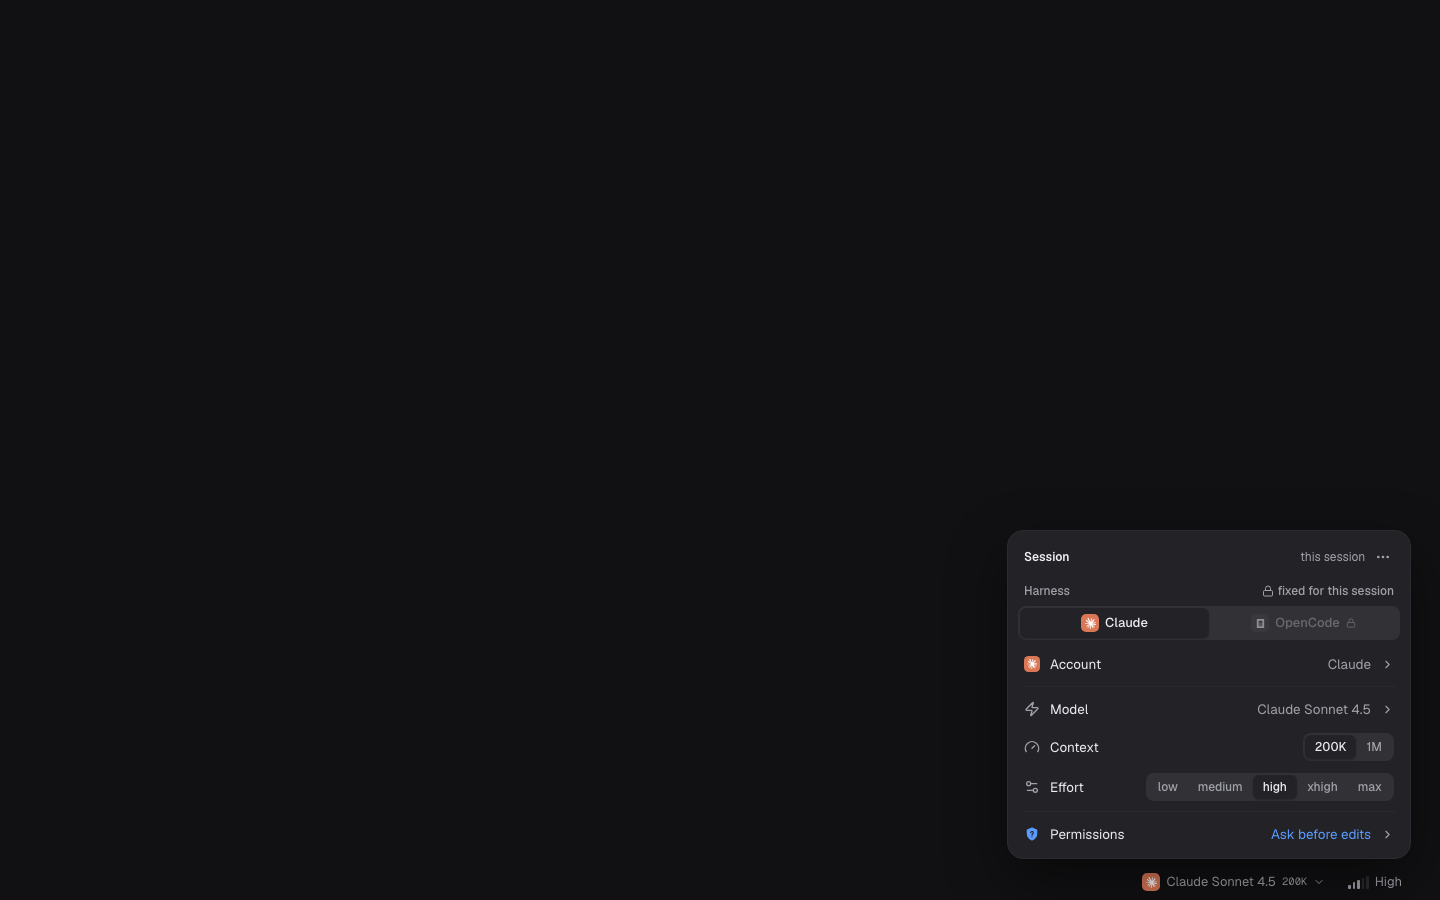 Session this session
Harness fixed for this session
Claude OpenCode
Account Claude
Model Claude Sonnet 4.5
Context 200K 1M
Effort low medium high xhigh max
Permissions Ask before edits
Claude Sonnet 4.5 200K High